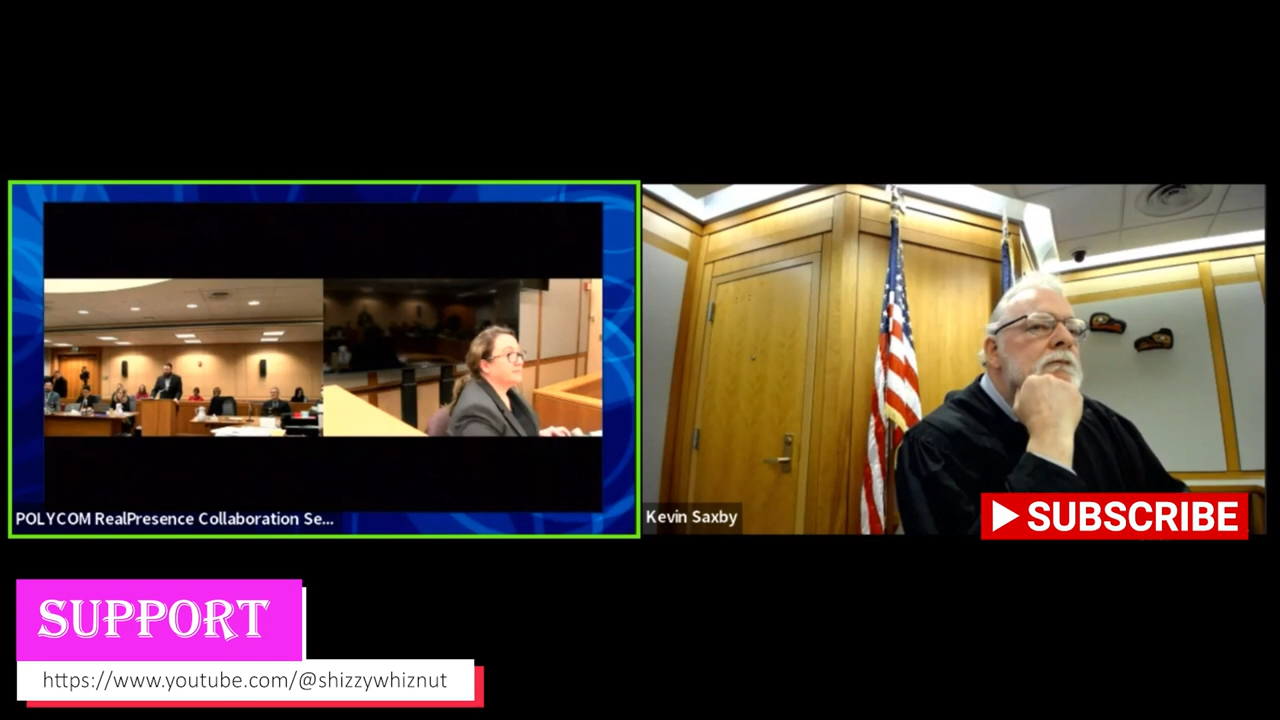 POLYCOM RealPresence Collaboration Se...
Kevin Saxby
SUBSCRIBE
SUPPORT
https://www.youtube.com/@shizzywhiznut